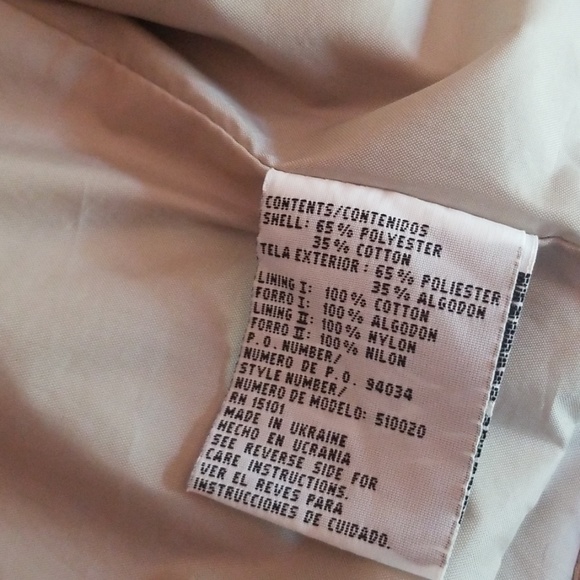 CONTENTS/CONTENIDOS
SHELL: 65% POLYESTER
35% COTTON
TELA EXTERIOR: 65% POLIESTER
35% ALGODON
LINING I: 100% COTTON
FORRO I: 100% ALGODON
LINING II: 100% NYLON
FORRO II: 100% NILON
P.O. NUMBER/
NUMERO DE P.O. 94034
STYLE NUMBER/
NUMERO DE MODELO: 510020
RN 15101
MADE IN UKRAINE
HECHO EN UCRANIA
SEE REVERSE SIDE FOR
CARE INSTRUCTIONS.
VER EL REVES PARA
INSTRUCCIONES DE CUIDADO.